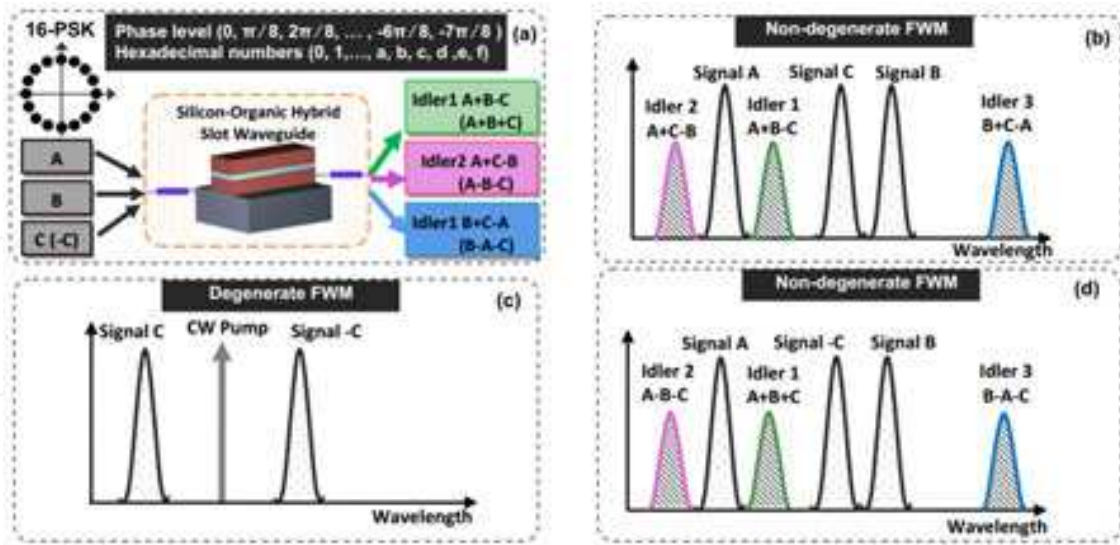 16-PSK
Phase level (0, π/8, 2π/8, ... , -6π/8, -7π/8 )
Hexadecimal numbers (0, 1,..., a, b, c, d ,e, f)
(a)
Silicon-Organic Hybrid
Slot Waveguide
A
B
C (-C)
Idler1 A+B-C
(A+B+C)
Idler2 A+C-B
(A-B-C)
Idler1 B+C-A
(B-A-C)
Non-degenerate FWM
(b)
Signal A
Signal C
Signal B
Idler 2
A+C-B
Idler 1
A+B-C
Idler 3
B+C-A
Wavelength
Degenerate FWM
(c)
Signal C
CW Pump
Signal -C
Wavelength
Non-degenerate FWM
(d)
Signal A
Signal -C
Signal B
Idler 2
A-B-C
Idler 1
A+B+C
Idler 3
B-A-C
Wavelength